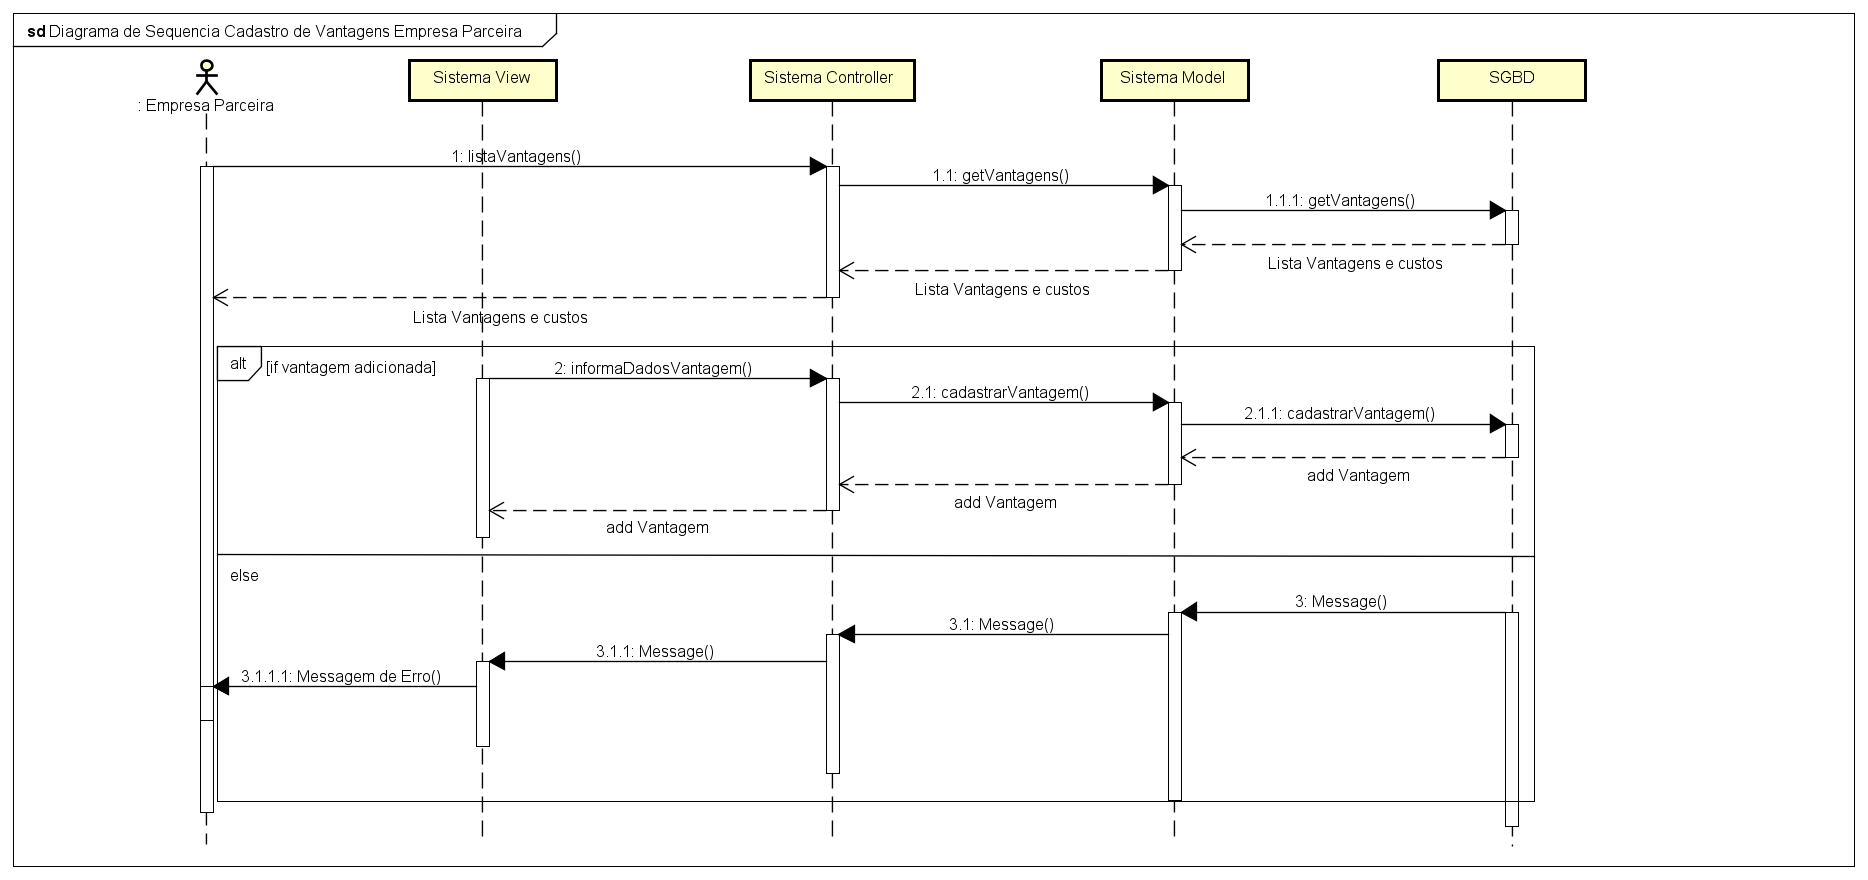 sd Diagrama de Sequencia Cadastro de Vantagens Empresa Parceira
: Empresa Parceira
Sistema View
Sistema Controller
Sistema Model
SGBD
1: listaVantagens()
1.1: getVantagens()
1.1.1: getVantagens()
Lista Vantagens e custos
Lista Vantagens e custos
Lista Vantagens e custos
alt
[if vantagem adicionada]
2: informaDadosVantagem()
2.1: cadastrarVantagem()
2.1.1: cadastrarVantagem()
add Vantagem
add Vantagem
add Vantagem
else
3: Message()
3.1: Message()
3.1.1: Message()
3.1.1.1: Messagem de Erro()